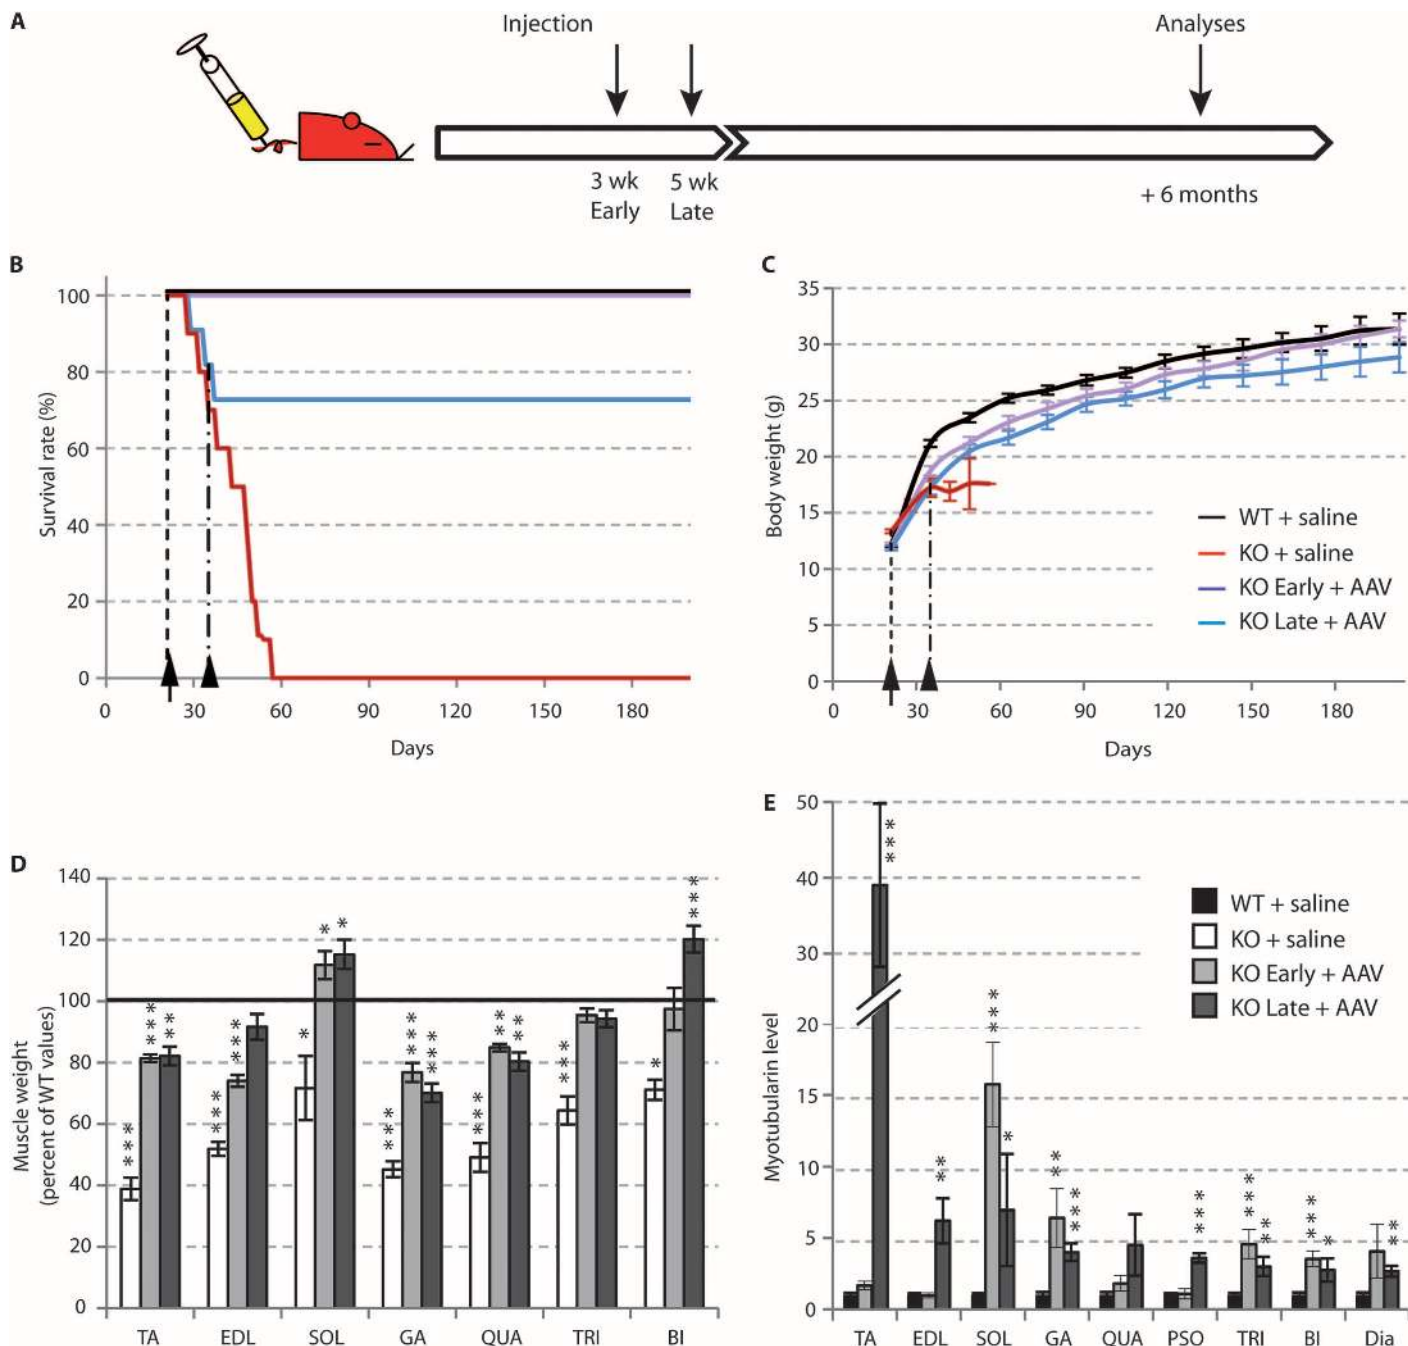 A
Injection
Analyses
3 wk
Early
5 wk
Late
+ 6 months
B
Survival rate (%)
100
80
60
40
20
0
0 30 60 90 120 150 180
Days
C
Body weight (g)
35
30
25
20
15
10
5
0
WT + saline
KO + saline
KO Early + AAV
KO Late + AAV
0 30 60 90 120 150 180
Days
D
Muscle weight
(percent of WT values)
140
120
100
80
60
40
20
0
***
***
**
***
***
*
*
*
***
***
***
***
**
**
***
*
***
TA EDL SOL GA QUA TRI BI
E
Myotubularin level
50
40
30
20
15
10
5
0
WT + saline
KO + saline
KO Early + AAV
KO Late + AAV
***
**
***
*
**
***
***
***
**
***
*
**
TA EDL SOL GA QUA PSO TRI BI Dia